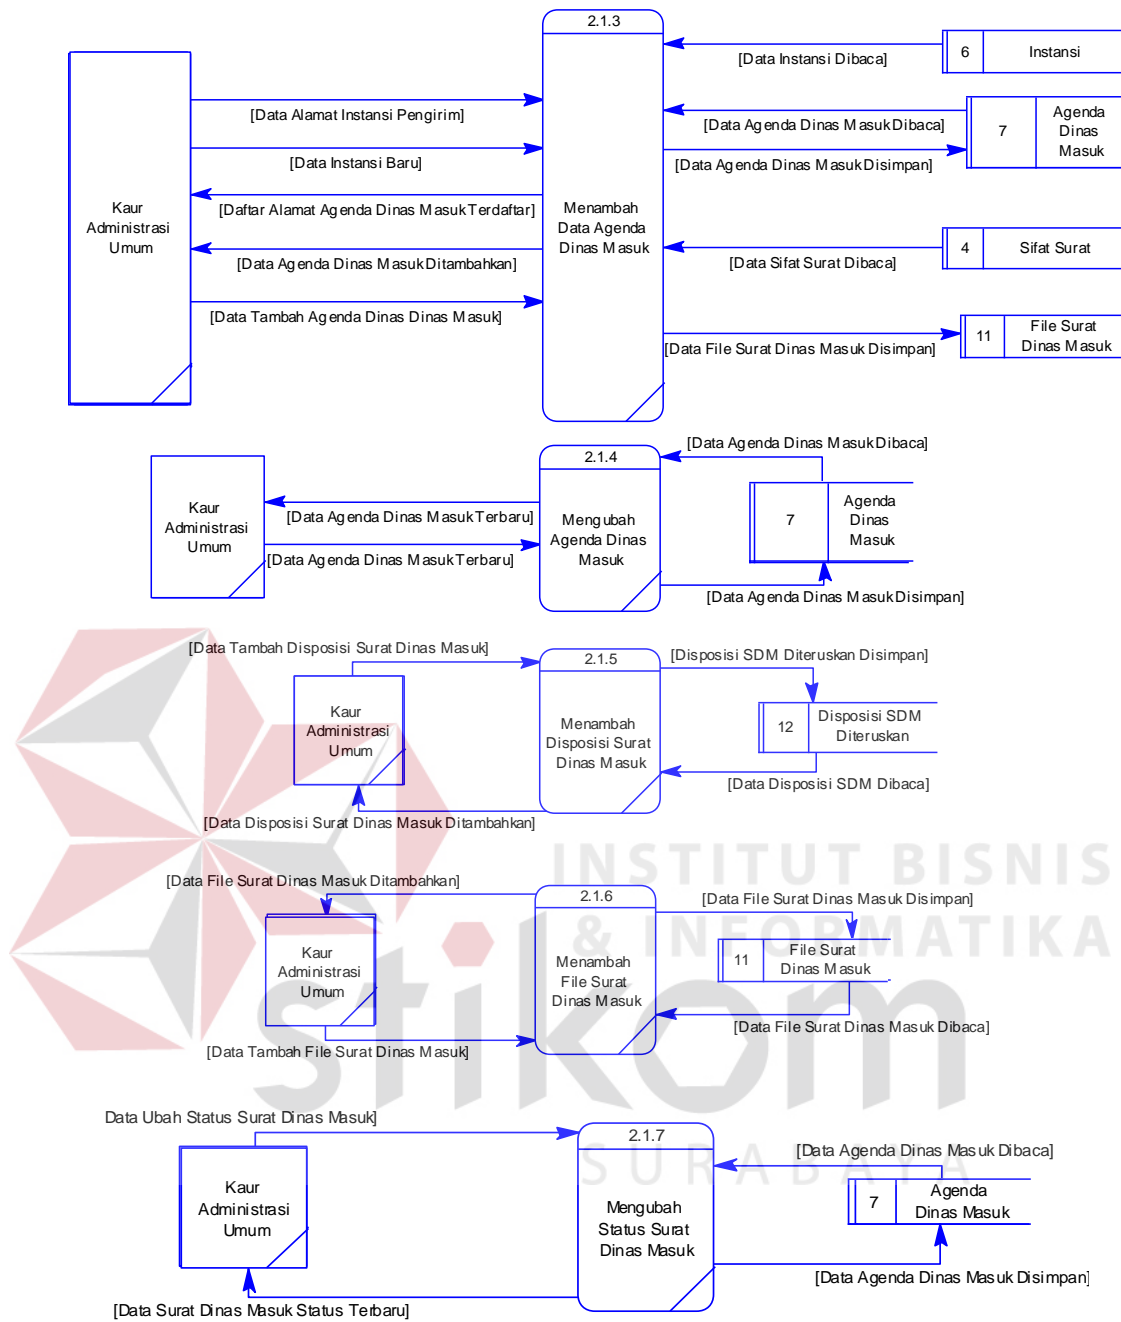 2.1.3
6
Instansi
[Data Instansi Dibaca]
[Data Alamat Instansi Pengirim]
[Data Agenda Dinas Masuk Dibaca]
7
Agenda
Dinas
Masuk
[Data Instansi Baru]
[Data Agenda Dinas Masuk Disimpan]
Kaur
Administrasi
Umum
[Daftar Alamat Agenda Dinas Masuk Terdaftar]
Menambah
Data Agenda
Dinas Masuk
[Data Agenda Dinas Masuk Ditambahkan]
4
Sifat Surat
[Data Sifat Surat Dibaca]
[Data Tambah Agenda Dinas Dinas Masuk]
11
File Surat
Dinas Masuk
[Data File Surat Dinas Masuk Disimpan]
2.1.4
[Data Agenda Dinas Masuk Dibaca]
Kaur
Administrasi
Umum
[Data Agenda Dinas Masuk Terbaru]
[Data Agenda Dinas Masuk Terbaru]
Mengubah
Agenda Dinas
Masuk
7
Agenda
Dinas
Masuk
[Data Agenda Dinas Masuk Disimpan]
[Data Tambah Disposisi Surat Dinas Masuk]
2.1.5
[Disposisi SDM Diteruskan Disimpan]
Kaur
Administrasi
Umum
Menambah
Disposisi Surat
Dinas Masuk
12
Disposisi SDM
Diteruskan
[Data Disposisi SDM Dibaca]
[Data Disposisi Surat Dinas Masuk Ditambahkan]
INSTITUT BISNIS
& INFORMATIKA
stikom
SURABAYA
[Data File Surat Dinas Masuk Ditambahkan]
2.1.6
[Data File Surat Dinas Masuk Disimpan]
Kaur
Administrasi
Umum
Menambah
File Surat
Dinas Masuk
11
File Surat
Dinas Masuk
[Data File Surat Dinas Masuk Dibaca]
[Data Tambah File Surat Dinas Masuk]
Data Ubah Status Surat Dinas Masuk]
2.1.7
[Data Agenda Dinas Masuk Dibaca]
Kaur
Administrasi
Umum
Mengubah
Status Surat
Dinas Masuk
7
Agenda
Dinas Masuk
[Data Agenda Dinas Masuk Disimpan]
[Data Surat Dinas Masuk Status Terbaru]